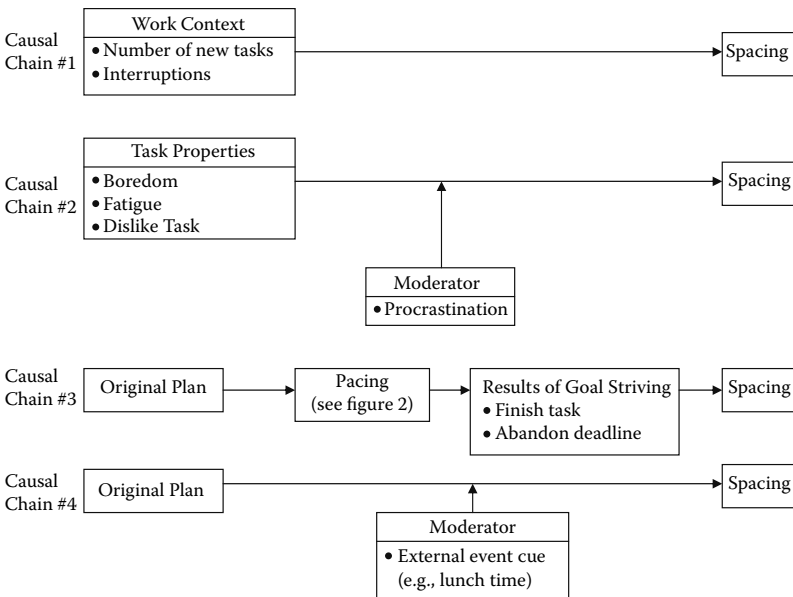 Causal
Chain #1
Work Context
• Number of new tasks
• Interruptions
Spacing
Causal
Chain #2
Task Properties
• Boredom
• Fatigue
• Dislike Task
Spacing
Moderator
• Procrastination
Causal
Chain #3
Original Plan
Pacing
(see figure 2)
Results of Goal Striving
• Finish task
• Abandon deadline
Spacing
Causal
Chain #4
Original Plan
Spacing
Moderator
• External event cue
(e.g., lunch time)